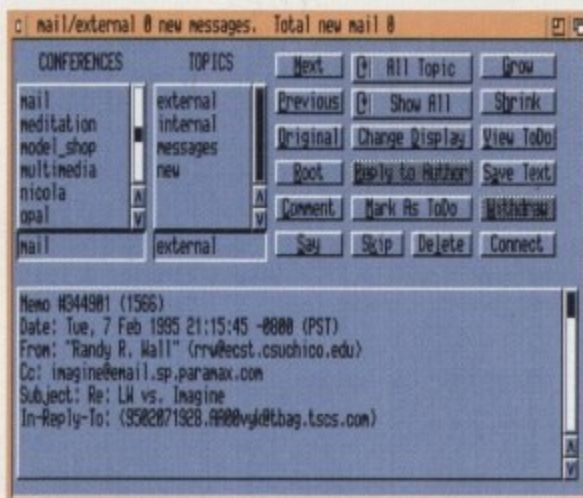 mail/external 0 new messages. Total new mail 0
CONFERENCES
TOPICS
mail
meditation
model_shop
multimedia
nicola
opal
mail
external
internal
messages
new
external
Next
All Topic
Grow
Previous
Show All
Shrink
Original
Change Display
View ToDo
Root
Reply to Author
Save Text
Comment
Mark As ToDo
Withdraw
Say
Skip
Delete
Connect
Memo #344901 (1566)
Date: Tue, 7 Feb 1995 21:15:45 -0800 (PST)
From: "Randy R. Wall" (rrw@ecst.csuchico.edu)
Cc: imagine@email.sp.paramax.com
Subject: Re: LW vs. Imagine
In-Reply-To: (9502071928.AA00vyk@tbag.tscs.com)